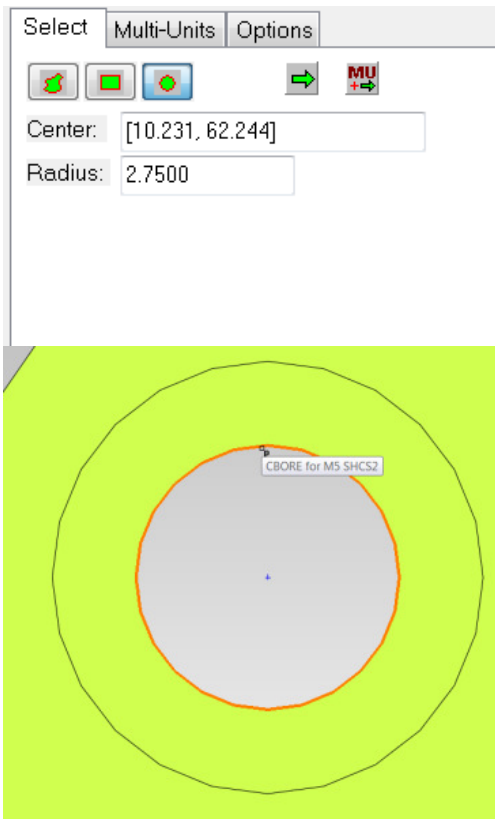 Select Multi-Units Options
MU
Center: [10.231, 62.244]
Radius: 2.7500
CBORE for M5 SHCS2